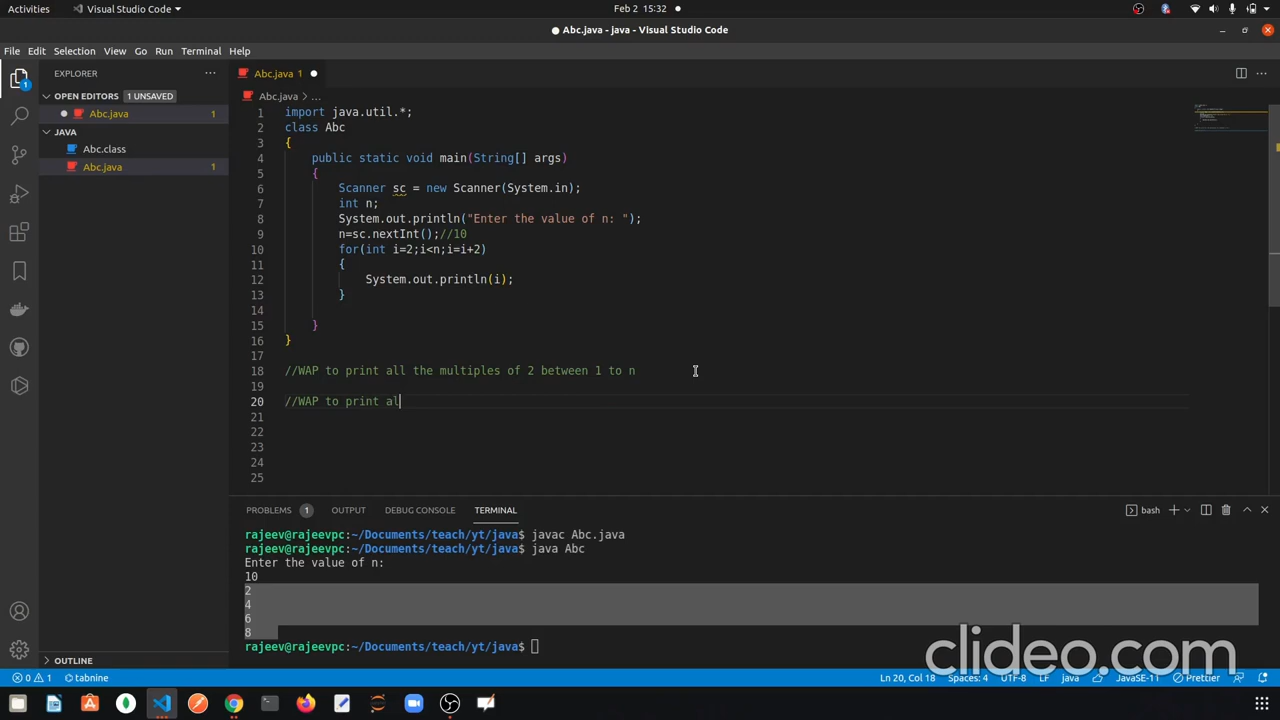 Activities
Visual Studio Code
Feb 2 15:32
Abc.java - java - Visual Studio Code
File Edit Selection View Go Run Terminal Help
EXPLORER
Abc.java 1
OPEN EDITORS 1 UNSAVED
Abc.java > ...
Abc.java 1
JAVA
Abc.class
Abc.java 1
1
1 import java.util.*;
2 class Abc
3 {
4 public static void main(String[] args)
5 {
6 Scanner sc = new Scanner(System.in);
7 int n;
8 System.out.println("Enter the value of n: ");
9 n=sc.nextInt();//10
10 for(int i=2;i<n;i=i+2)
11 {
12 System.out.println(i);
13 }
14
15 }
16 }
17
18 //WAP to print all the multiples of 2 between 1 to n
19
20 //WAP to print al
21
22
23
24
25
PROBLEMS 1 OUTPUT DEBUG CONSOLE TERMINAL
bash
rajeev@rajeevpc:~/Documents/teach/yt/java$ javac Abc.java
rajeev@rajeevpc:~/Documents/teach/yt/java$ java Abc
Enter the value of n:
10
2
4
6
8
rajeev@rajeevpc:~/Documents/teach/yt/java$
OUTLINE
clideo.com
0 1 tabnine
Ln 20, Col 18 Spaces: 4 UTF-8 LF java JavaSE-11 Prettier